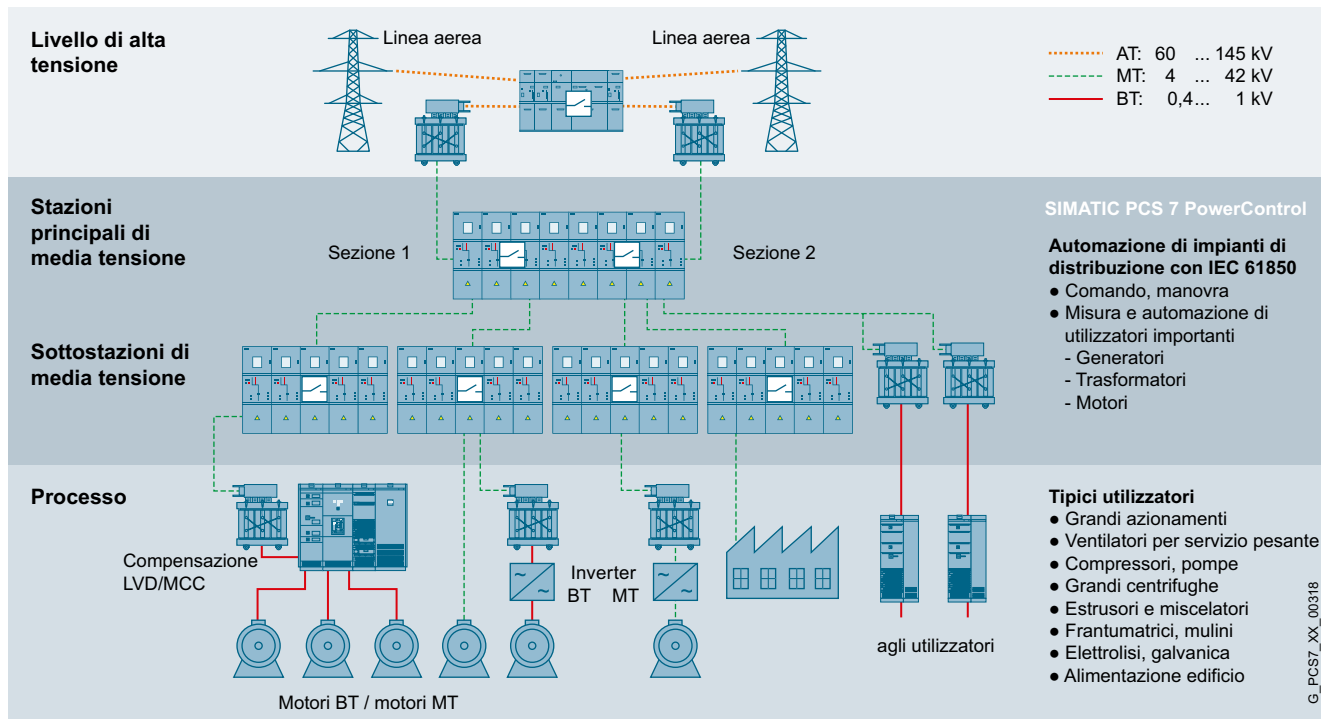 Livello di alta
tensione
Linea aerea
Linea aerea
AT: 60 ... 145 kV
MT: 4 ... 42 kV
BT: 0,4... 1 kV
Stazioni
principali di
media tensione
Sezione 1
Sezione 2
SIMATIC PCS 7 PowerControl
Automazione di impianti di
distribuzione con IEC 61850
● Comando, manovra
● Misura e automazione di
utilizzatori importanti
- Generatori
- Trasformatori
- Motori
Sottostazioni di
media tensione
Processo
Compensazione
LVD/MCC
Inverter
BT MT
Motori BT / motori MT
agli utilizzatori
Tipici utilizzatori
● Grandi azionamenti
● Ventilatori per servizio pesante
● Compressori, pompe
● Grandi centrifughe
● Estrusori e miscelatori
● Frantumatrici, mulini
● Elettrolisi, galvanica
● Alimentazione edificio
G_PCS7_XX_00318